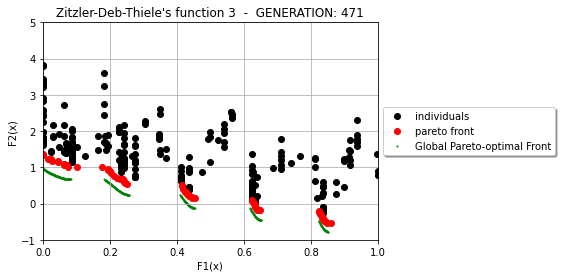 Zitzler-Deb-Thiele's function 3 - GENERATION: 471
5
4
3
2
1
0
−1
F2(x)
0.0 0.2 0.4 0.6 0.8 1.0
F1(x)
individuals
pareto front
Global Pareto-optimal Front